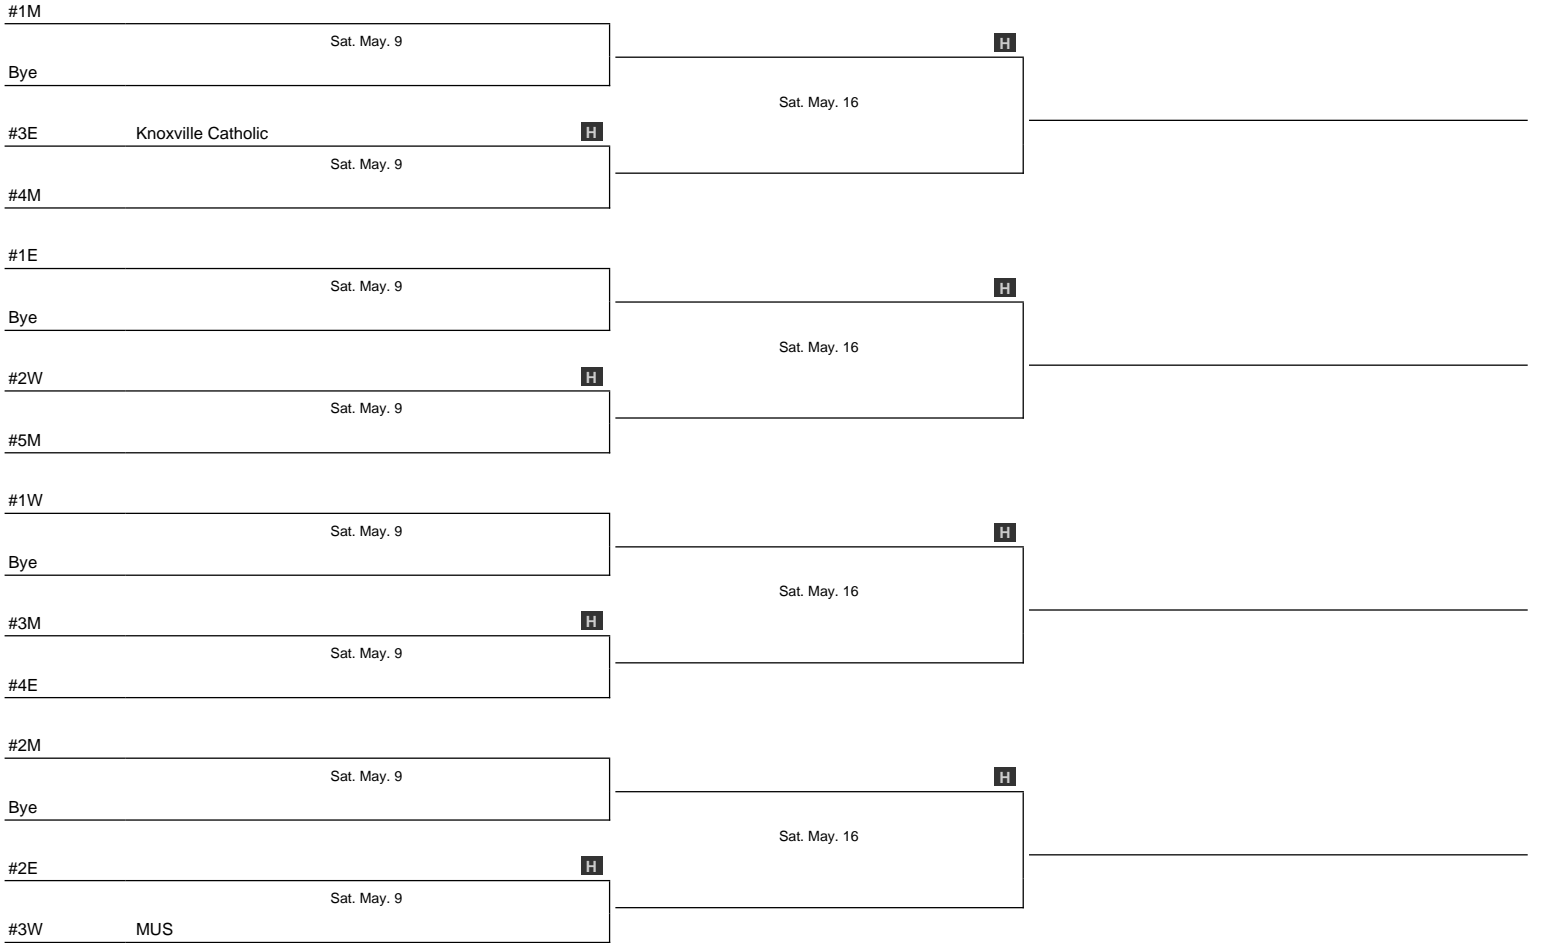 #1M
Sat. May. 9
H
Bye
Sat. May. 16
#3E Knoxville Catholic H
Sat. May. 9
#4M
#1E
Sat. May. 9
H
Bye
Sat. May. 16
#2W H
Sat. May. 9
#5M
#1W
Sat. May. 9
H
Bye
Sat. May. 16
#3M H
Sat. May. 9
#4E
#2M
Sat. May. 9
H
Bye
Sat. May. 16
#2E H
Sat. May. 9
#3W MUS